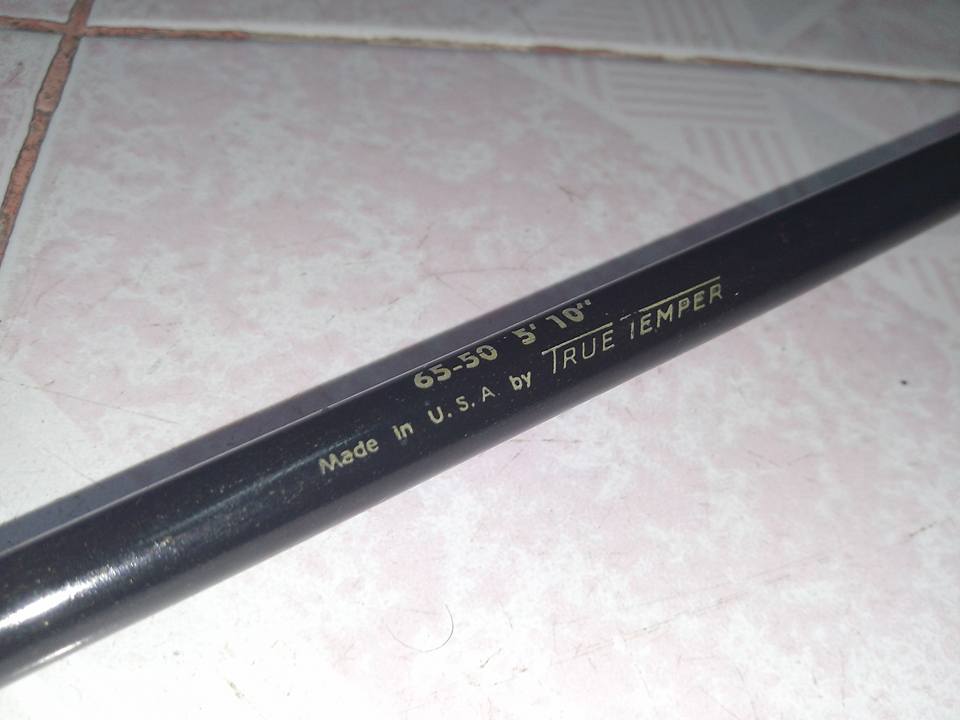 65-50 5' 10"
Made in U.S.A. by TRUE TEMPER